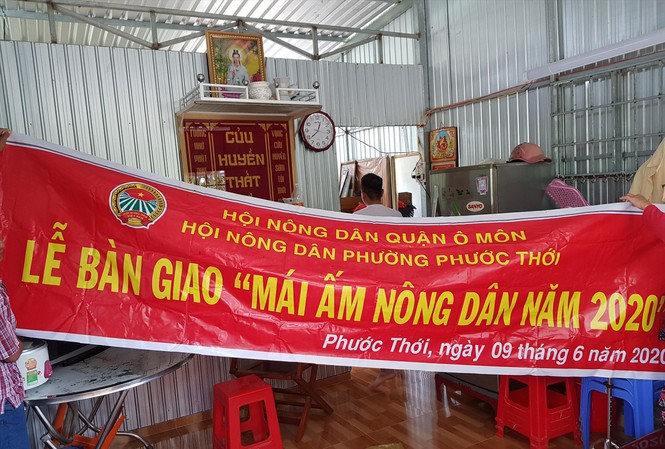 CỬU
HUYỀN
THẤT
HỘI NÔNG DÂN QUẬN Ô MÔN
HỘI NÔNG DÂN PHƯỜNG PHƯỚC THỚI
LỄ BÀN GIAO “MÁI ẤM NÔNG DÂN NĂM 2020”
Phước Thới, ngày 09 tháng 6 năm 2020
SANYO